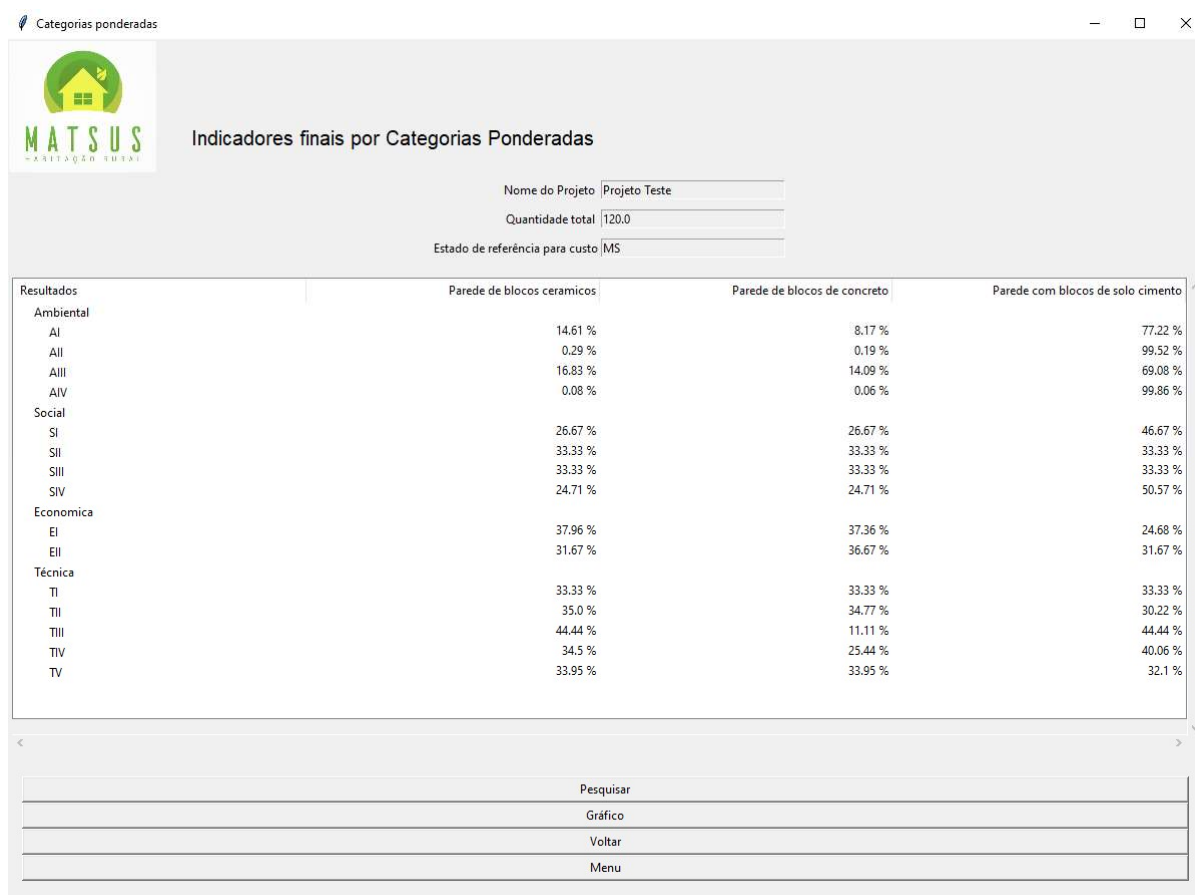 Categorias ponderadas
MATSUS
HABITAÇÃO RURAL
Indicadores finais por Categorias Ponderadas
Nome do Projeto Projeto Teste
Quantidade total 120.0
Estado de referência para custo MS
Resultados Parede de blocos ceramicos Parede de blocos de concreto Parede com blocos de solo cimento
Ambiental
AI 14.61 % 8.17 % 77.22 %
AII 0.29 % 0.19 % 99.52 %
AIII 16.83 % 14.09 % 69.08 %
AIV 0.08 % 0.06 % 99.86 %
Social
SI 26.67 % 26.67 % 46.67 %
SII 33.33 % 33.33 % 33.33 %
SIII 33.33 % 33.33 % 33.33 %
SIV 24.71 % 24.71 % 50.57 %
Economica
EI 37.96 % 37.36 % 24.68 %
EII 31.67 % 36.67 % 31.67 %
Técnica
TI 33.33 % 33.33 % 33.33 %
TII 35.0 % 34.77 % 30.22 %
TIII 44.44 % 11.11 % 44.44 %
TIV 34.5 % 25.44 % 40.06 %
TV 33.95 % 33.95 % 32.1 %
Pesquisar
Gráfico
Voltar
Menu